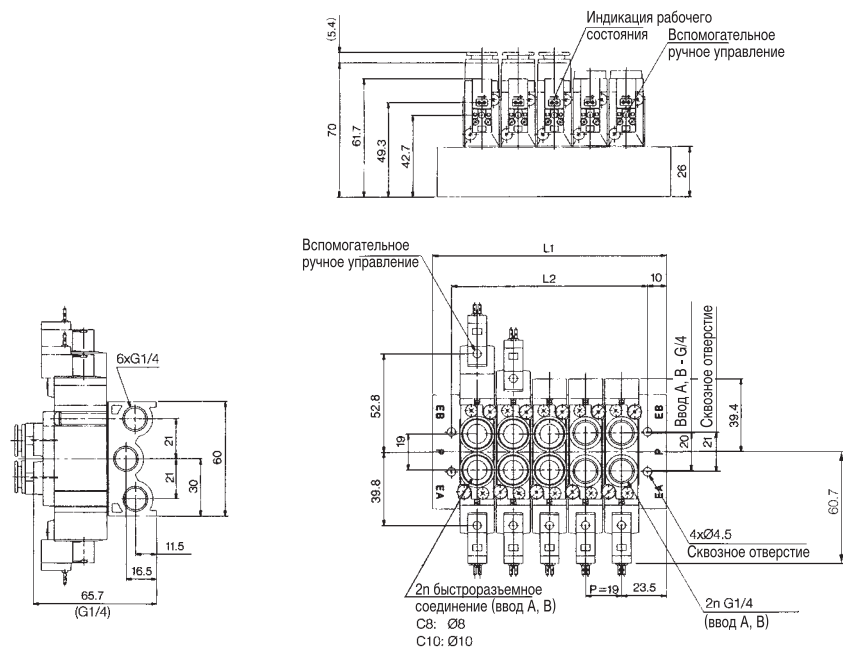 Индикация рабочего
состояния
Вспомогательное
ручное управление
(5.4)
70
61.7
49.3
42.7
26
Вспомогательное
ручное управление
L1
L2
10
6xG1/4
21
21
30
60
11.5
16.5
65.7
(G1/4)
52.8
19
39.8
EB
P
EA
EB
P
EA
Ввод A, B - G/4
Сквозное отверстие
20
21
39.4
60.7
4xØ4.5
Сквозное отверстие
2n быстроразъемное
соединение (ввод A, B)
C8: Ø8
C10: Ø10
P=19
23.5
2n G1/4
(ввод A, B)